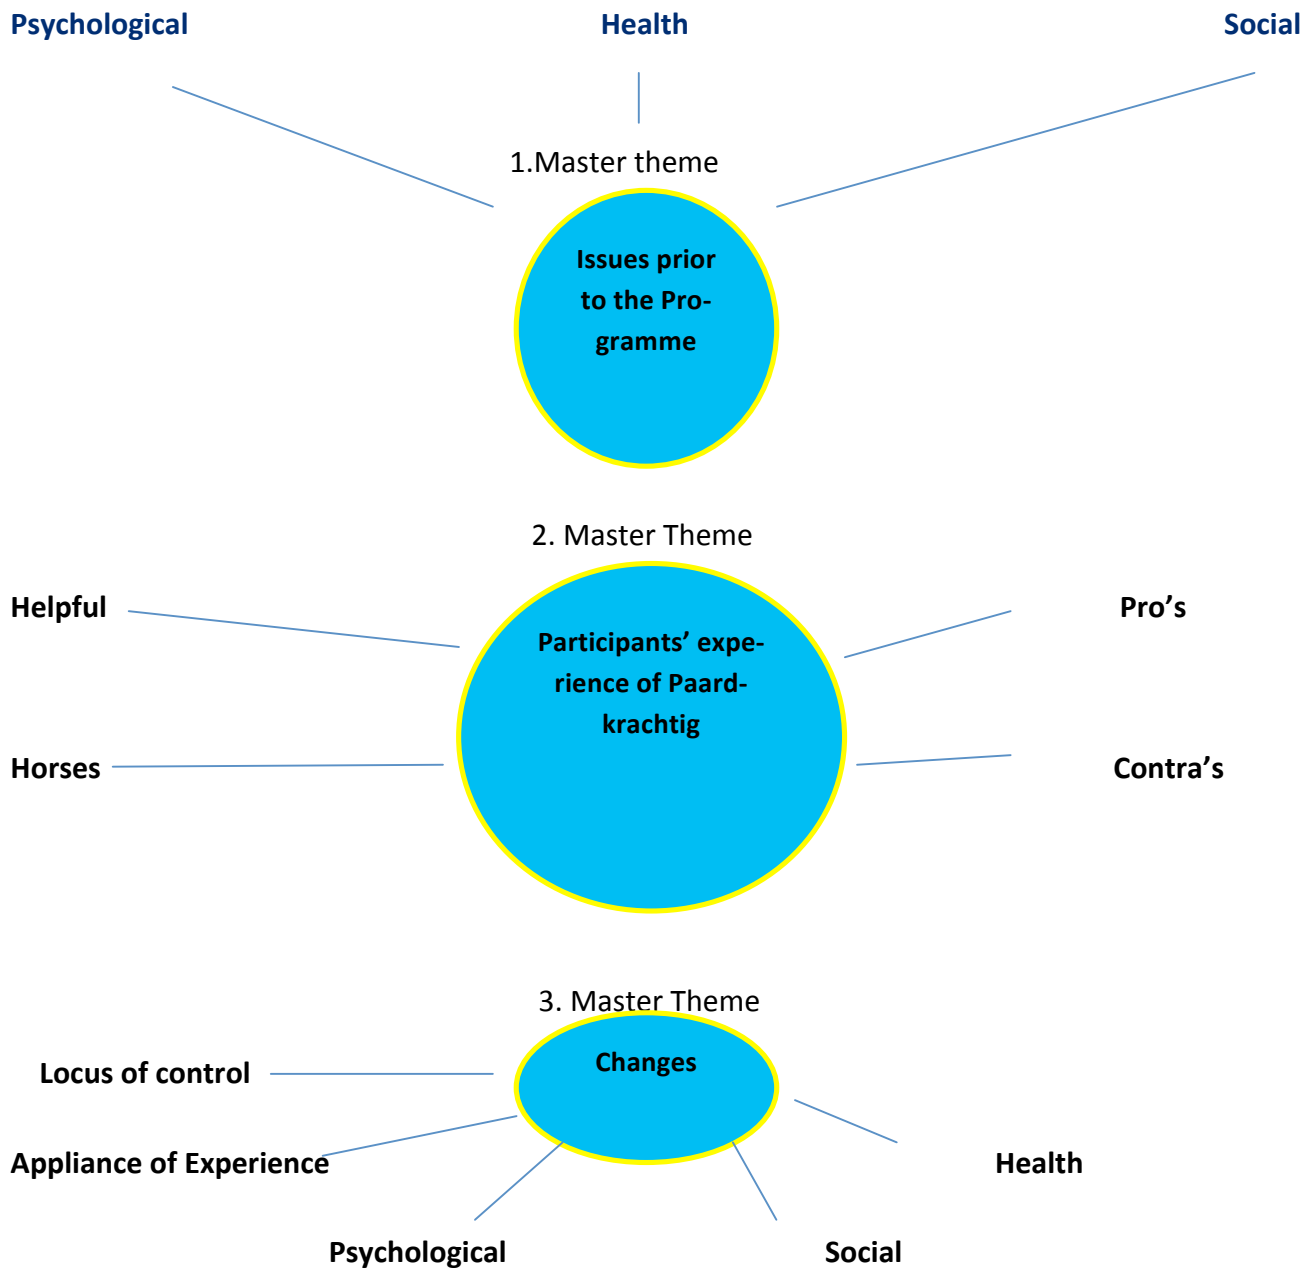 Psychological Health Social
1.Master theme
Issues prior
to the Pro-
gramme
2. Master Theme
Helpful
Participants’ expe-
rience of Paard-
krachtig
Pro’s
Horses
Contra’s
3. Master Theme
Changes
Locus of control
Appliance of Experience
Health
Psychological
Social